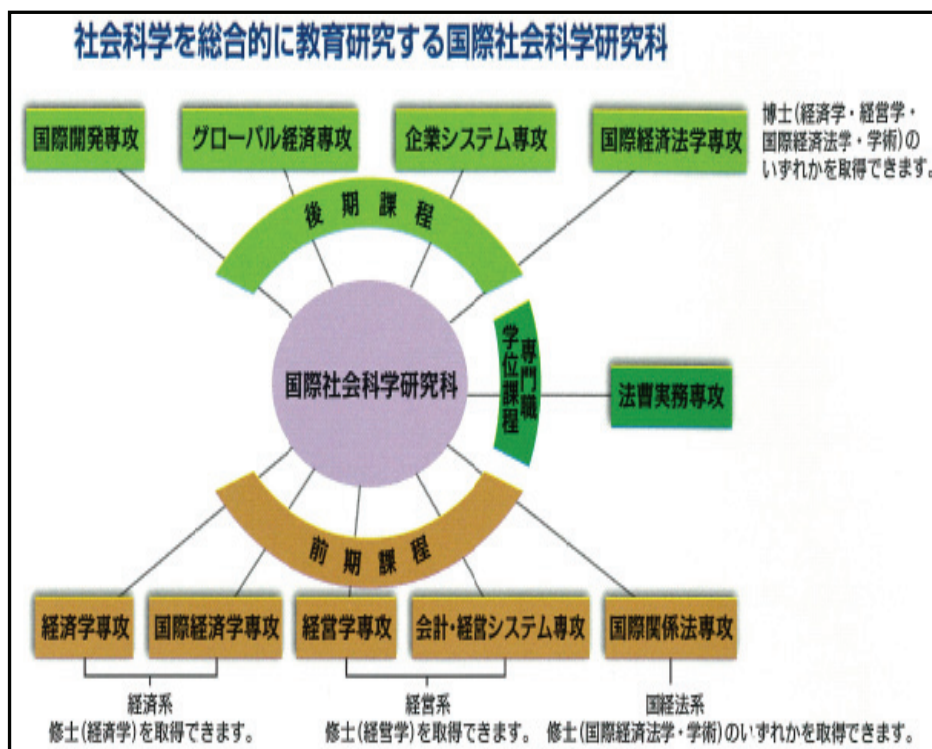 社会科学を総合的に教育研究する国際社会科学研究科
国際開発専攻
グローバル経済専攻
企業システム専攻
国際経済法学専攻
博士(経済学・経営学・
国際経済法学・学術)の
いずれかを取得できます。
後期課程
国際社会科学研究科
専門職
学位課程
法曹実務専攻
前期課程
経済学専攻
国際経済学専攻
経営学専攻
会計・経営システム専攻
国際関係法専攻
経済系
修士(経済学)を取得できます。
経営系
修士(経営学)を取得できます。
国経法系
修士(国際経済法学・学術)のいずれかを取得できます。